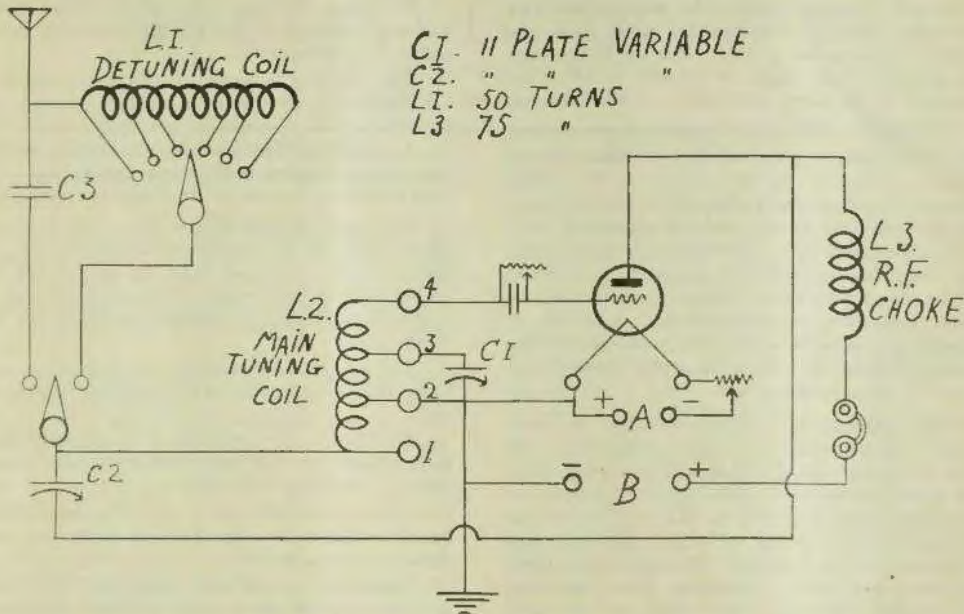 L1.
DETUNING COIL
C1. 11 PLATE VARIABLE
C2. " " "
L1. 50 TURNS
L3 75 "
C3
L2.
MAIN
TUNING
COIL
4
3
2
1
C1
L3.
R.F.
CHOKE
+ A -
C2
- B +